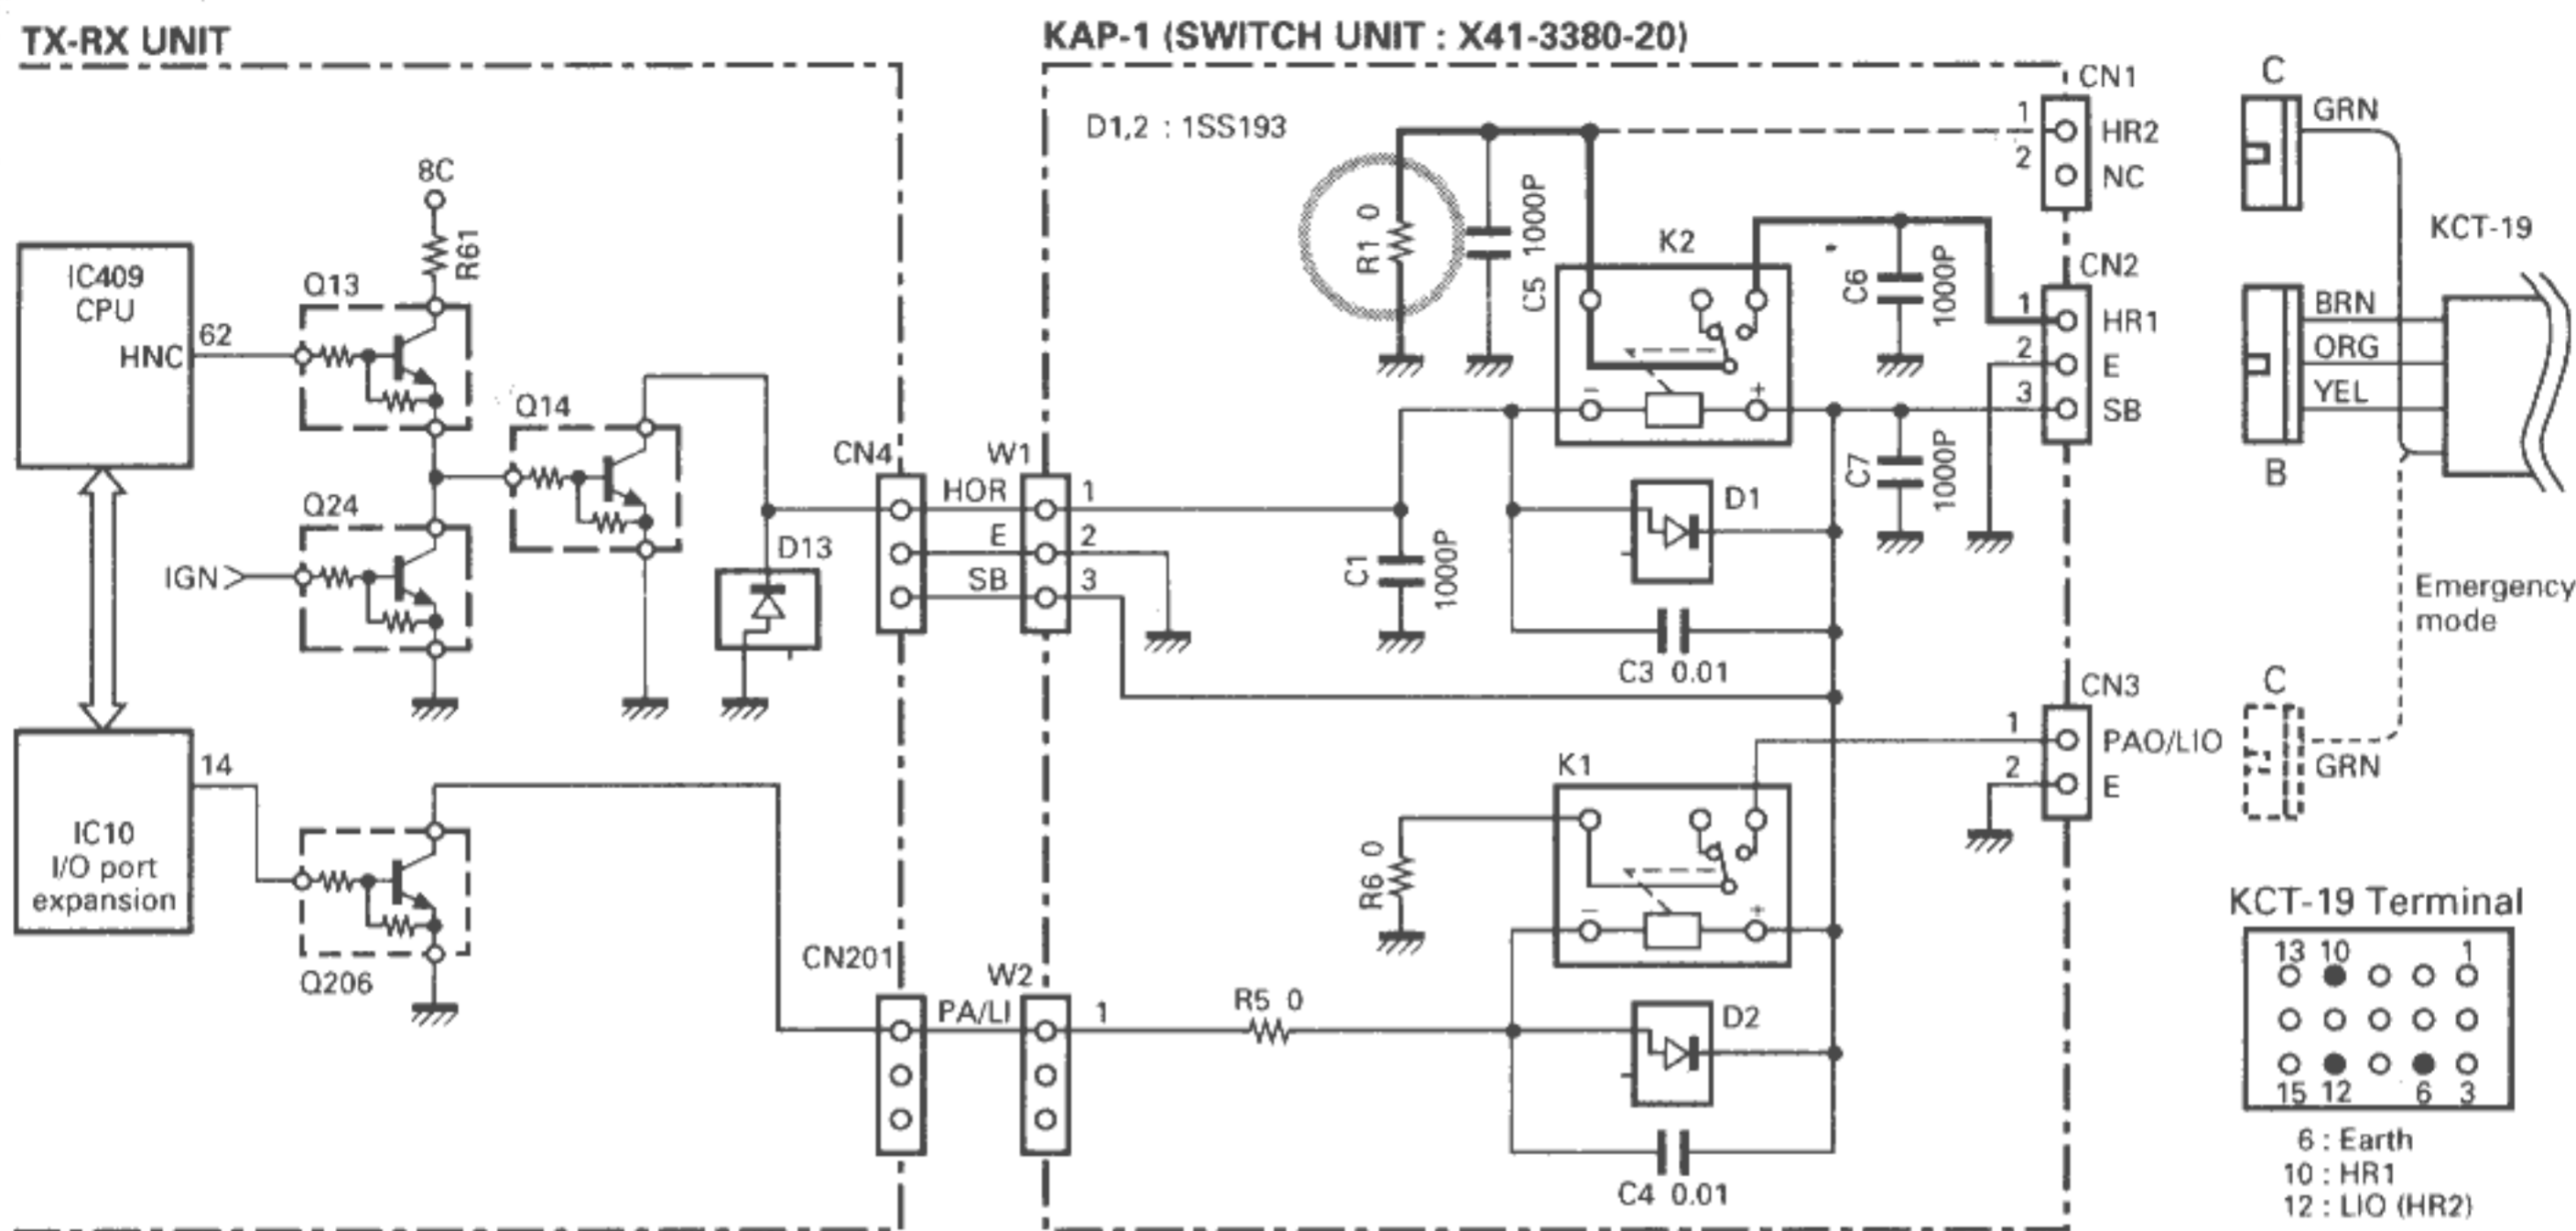 TX-RX UNIT
KAP-1 (SWITCH UNIT : X41-3380-20)
D1,2 : 1SS193
8C
R61
IC409
CPU
HNC
62
Q13
Q14
Q24
IGN
D13
IC10
I/O port
expansion
14
Q206
CN4
HOR
E
SB
W1
1
2
3
CN201
PA/LI
W2
1
R1 0
C5
1000P
K2
C6
1000P
C7
1000P
D1
C1
1000P
C3 0.01
K1
R6 0
R5 0
D2
C4 0.01
− +
− +
CN1
1 HR2
2 NC
CN2
1 HR1
2 E
3 SB
CN3
1 PAO/LIO
2 E
C
GRN
KCT-19
BRN
ORG
YEL
B
Emergency
mode
C
GRN
KCT-19 Terminal
13 10 1
15 12 6 3
6 : Earth
10 : HR1
12 : LIO (HR2)